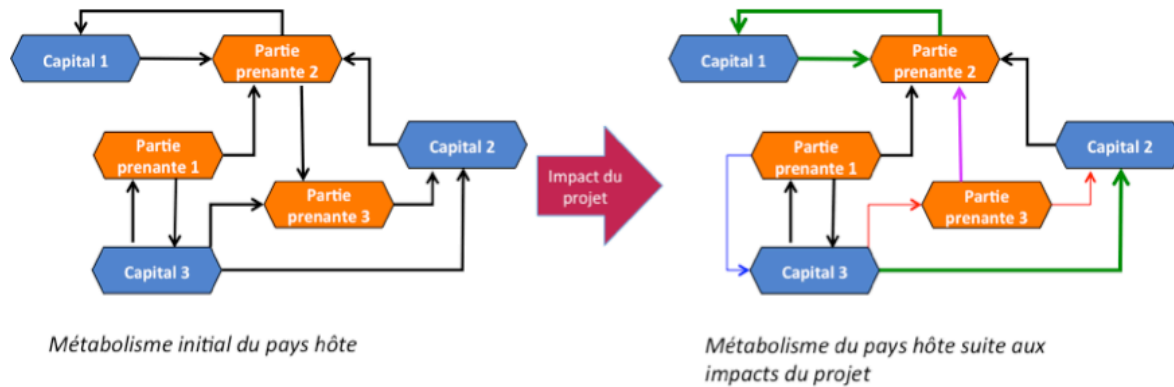 Capital 1
Partie
prenante 2
Partie
prenante 1
Capital 2
Partie
prenante 3
Capital 3
Métabolisme initial du pays hôte
Impact du
projet
Capital 1
Partie
prenante 2
Partie
prenante 1
Capital 2
Partie
prenante 3
Capital 3
Métabolisme du pays hôte suite aux
impacts du projet